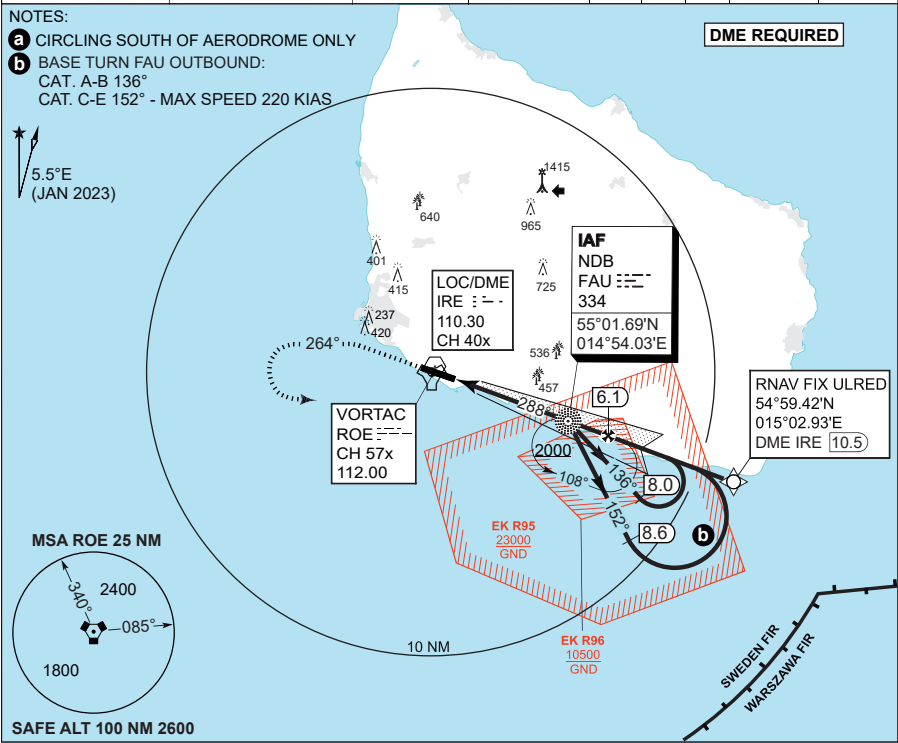 NOTES:
a CIRCLING SOUTH OF AERODROME ONLY
b BASE TURN FAU OUTBOUND:
CAT. A-B 136°
CAT. C-E 152° - MAX SPEED 220 KIAS
DME REQUIRED
5.5°E
(JAN 2023)
1415
640
965
401
415
725
237
420
536
457
IAF
NDB
FAU
334
55°01.69'N
014°54.03'E
LOC/DME
IRE
110.30
CH 40x
264°
288°
6.1
VORTAC
ROE
CH 57x
112.00
RNAV FIX ULRED
54°59.42'N
015°02.93'E
DME IRE 10.5
2000
108°
136°
8.0
152°
8.6
b
EK R95
23000
GND
EK R96
10500
GND
10 NM
MSA ROE 25 NM
340°
2400
085°
1800
SAFE ALT 100 NM 2600
SWEDEN FIR
WARSZAWA FIR